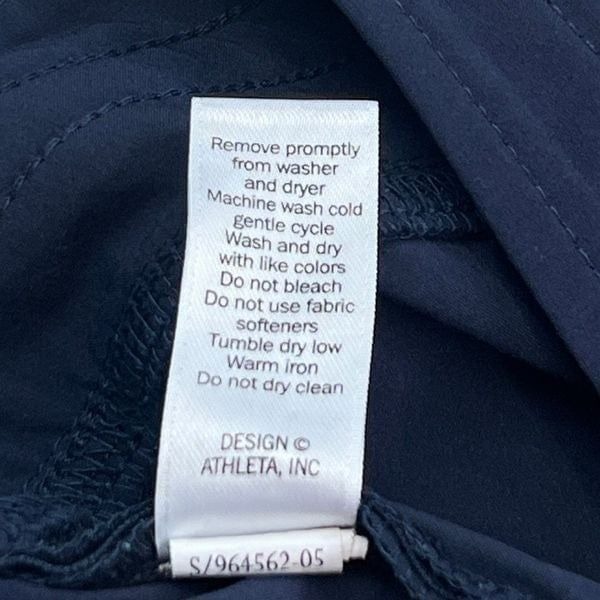 Remove promptly
from washer
and dryer
Machine wash cold
gentle cycle
Wash and dry
with like colors
Do not bleach
Do not use fabric
softeners
Tumble dry low
Warm iron
Do not dry clean
DESIGN ©
ATHLETA, INC
S/964562-05